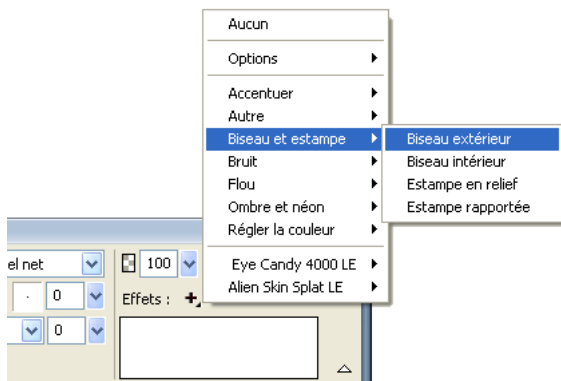 Aucun
Options
Accentuer
Autre
Biseau et estampe
Biseau extérieur
Bruit
Biseau intérieur
Flou
Estampe en relief
Ombre et néon
Estampe rapportée
Régler la couleur
Eye Candy 4000 LE
Alien Skin Splat LE
el net
100
0
Effets :
0